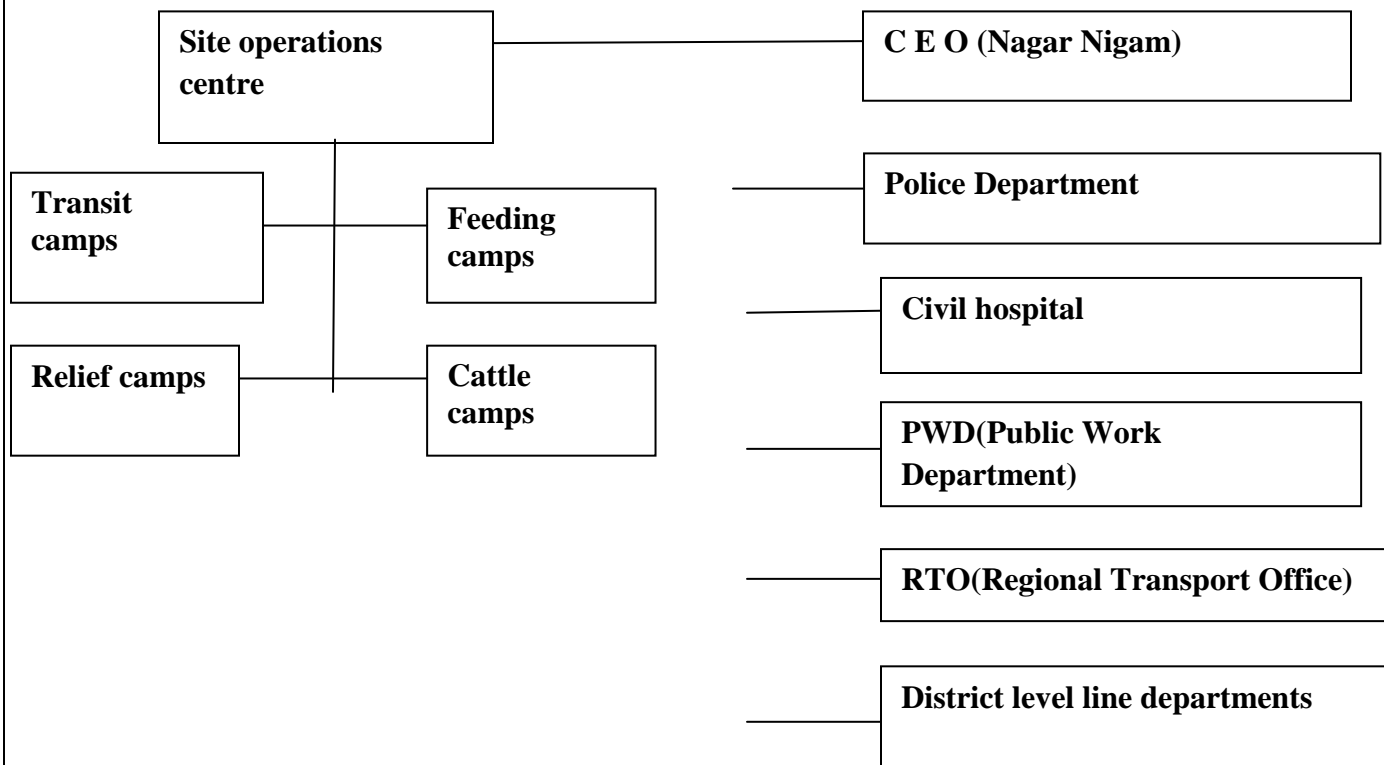 Site operations
centre
C E O (Nagar Nigam)
Police Department
Transit
camps
Feeding
camps
Civil hospital
Relief camps
Cattle
camps
PWD(Public Work
Department)
RTO(Regional Transport Office)
District level line departments